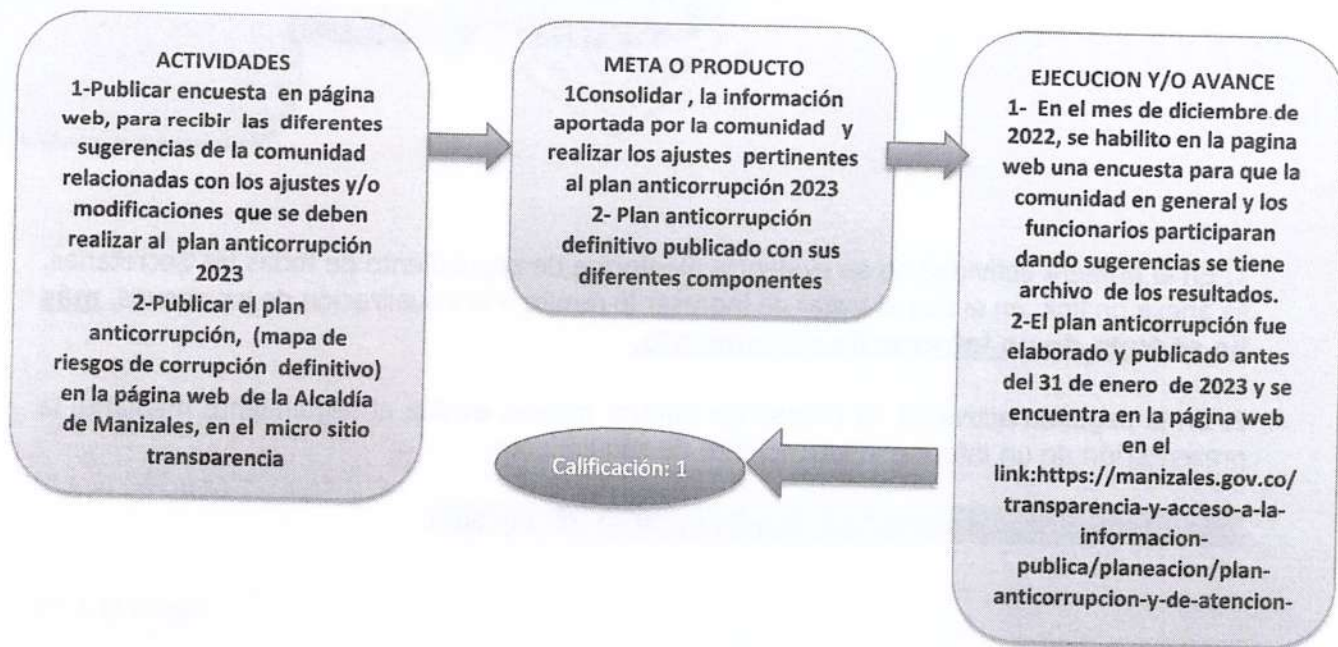 ACTIVIDADES
1-Publicar encuesta en página
web, para recibir las diferentes
sugerencias de la comunidad
relacionadas con los ajustes y/o
modificaciones que se deben
realizar al plan anticorrupción
2023
2-Publicar el plan
anticorrupción, (mapa de
riesgos de corrupción definitivo)
en la página web de la Alcaldía
de Manizales, en el micro sitio
transparencia
META O PRODUCTO
1Consolidar , la información
aportada por la comunidad y
realizar los ajustes pertinentes
al plan anticorrupción 2023
2- Plan anticorrupción
definitivo publicado con sus
diferentes componentes
EJECUCION Y/O AVANCE
1- En el mes de diciembre de
2022, se habilito en la pagina
web una encuesta para que la
comunidad en general y los
funcionarios participaran
dando sugerencias se tiene
archivo de los resultados.
2-El plan anticorrupción fue
elaborado y publicado antes
del 31 de enero de 2023 y se
encuentra en la página web
en el
link:https://manizales.gov.co/
transparencia-y-acceso-a-la-
informacion-
publica/planeacion/plan-
anticorrupcion-y-de-atencion-
Calificación: 1